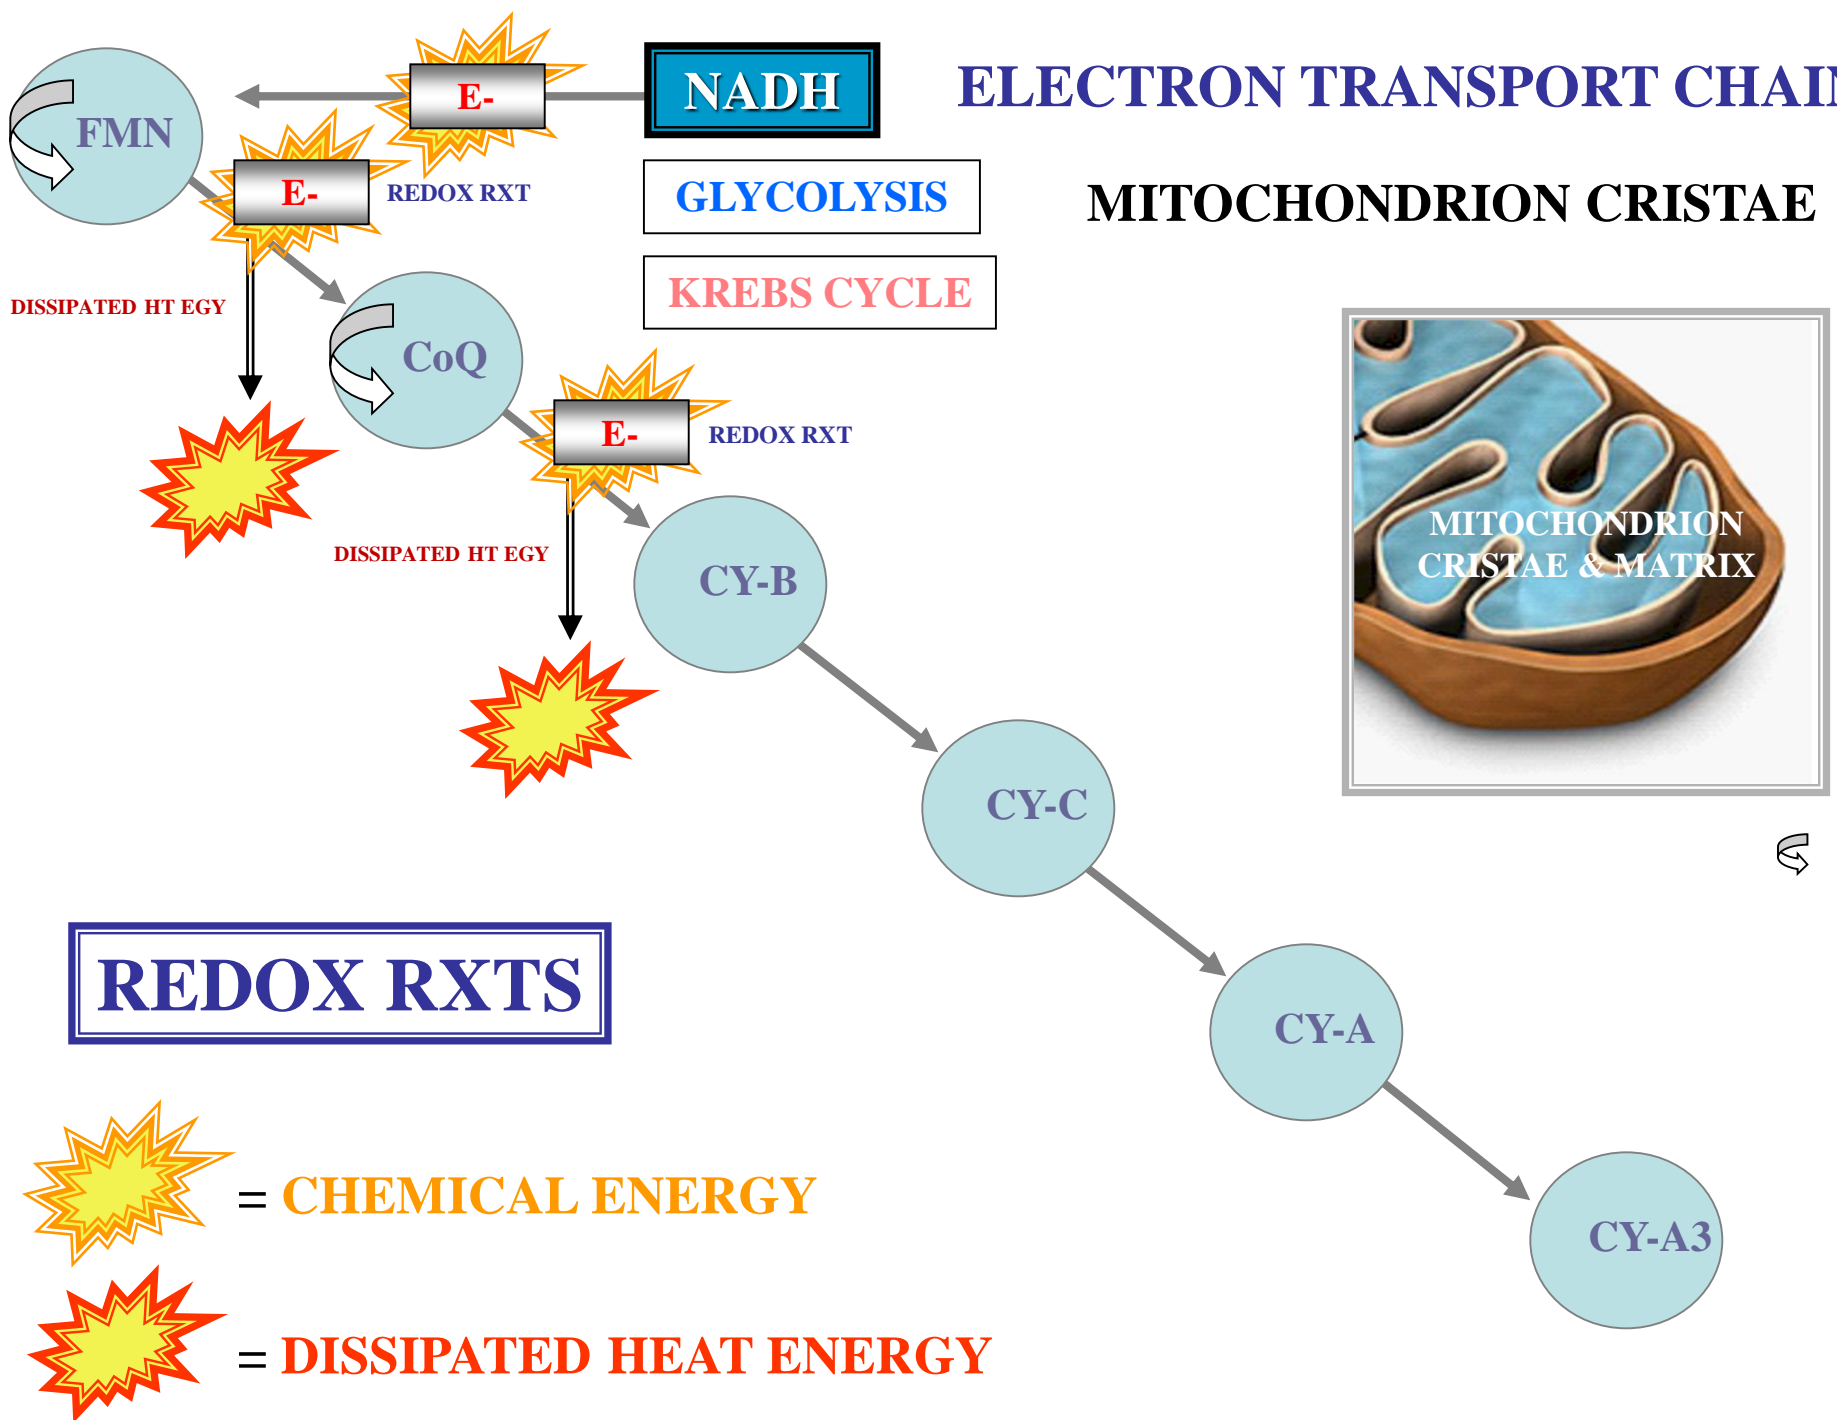 E-
NADH
ELECTRON TRANSPORT CHAIN
FMN
E-
REDOX RXT
GLYCOLYSIS
MITOCHONDRION CRISTAE
KREBS CYCLE
DISSIPATED HT EGY
CoQ
E-
REDOX RXT
MITOCHONDRION
CRISTAE & MATRIX
DISSIPATED HT EGY
CY-B
CY-C
REDOX RXTS
CY-A
= CHEMICAL ENERGY
CY-A3
= DISSIPATED HEAT ENERGY